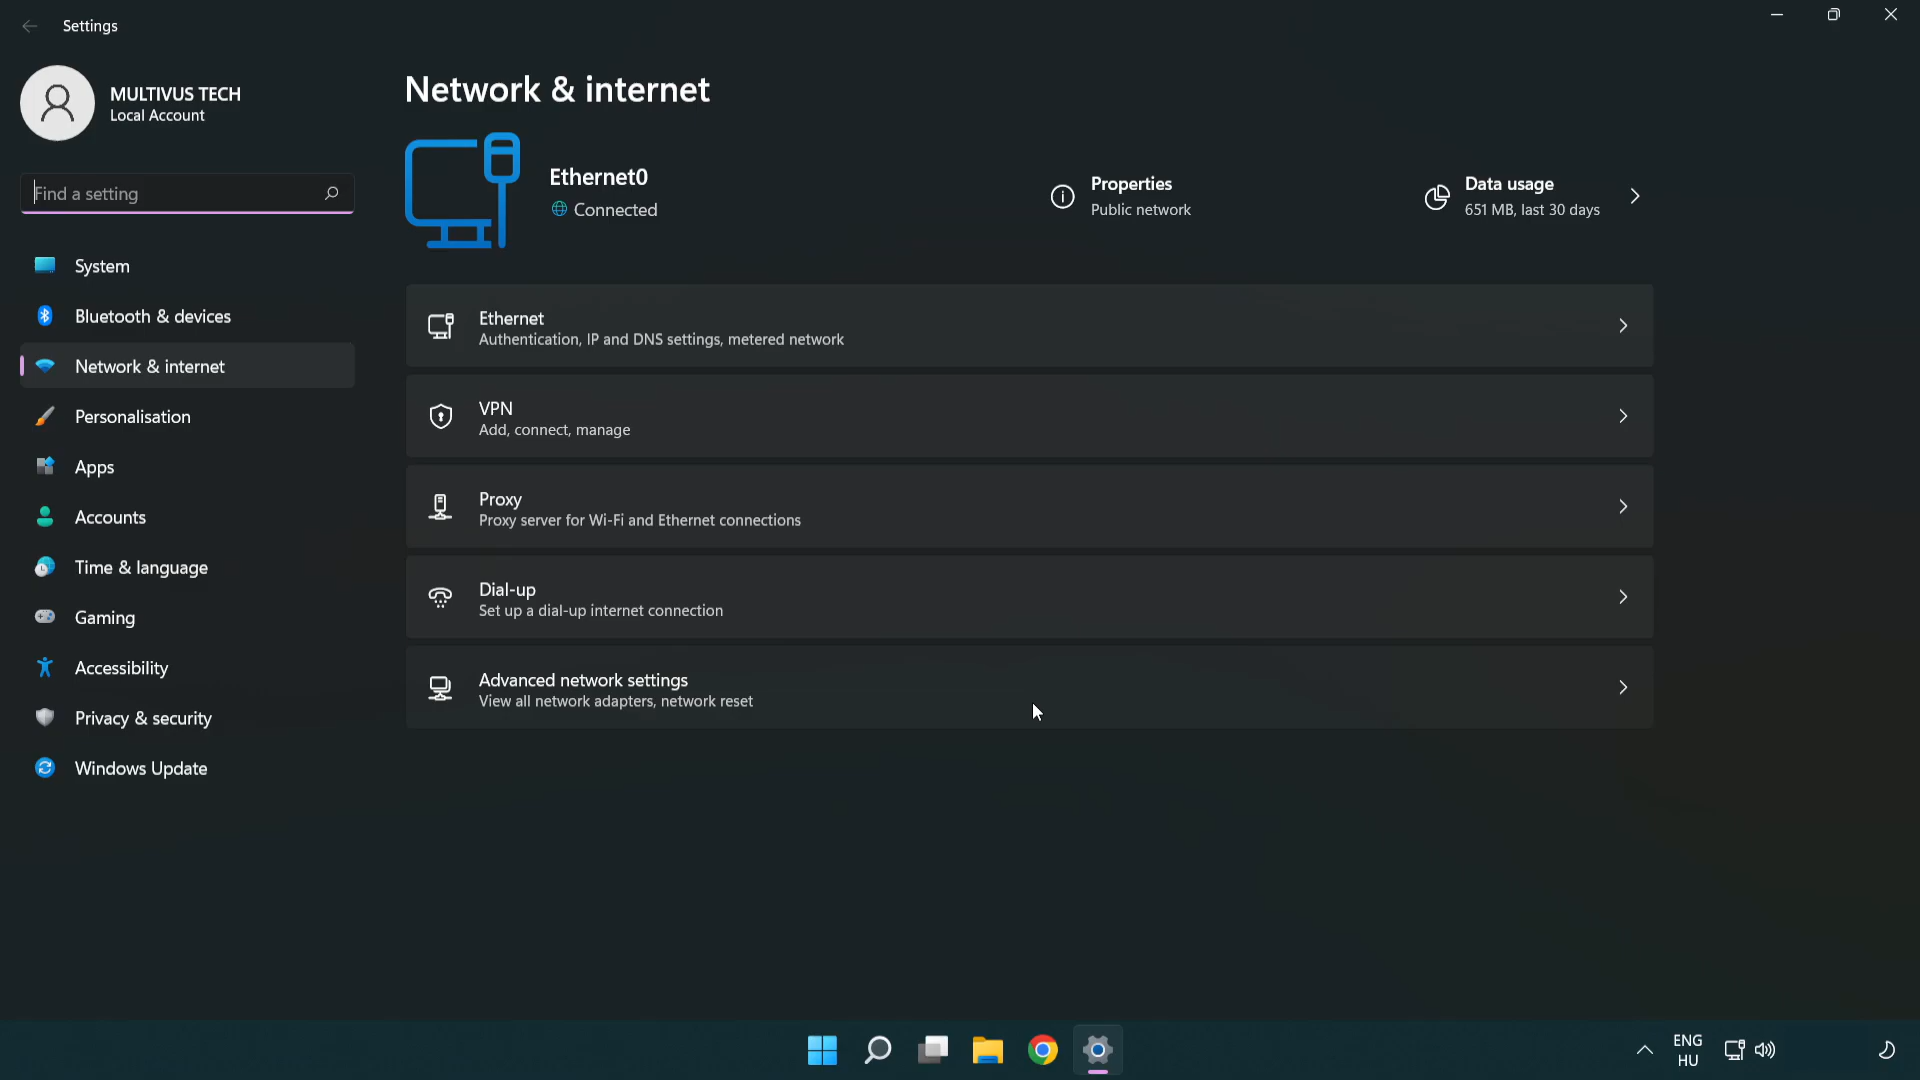 Settings
MULTIVUS TECH
Local Account
Find a setting
System
Bluetooth & devices
Network & internet
Personalisation
Apps
Accounts
Time & language
Gaming
Accessibility
Privacy & security
Windows Update
Network & internet
Ethernet0
Connected
Properties
Public network
Data usage
651 MB, last 30 days
Ethernet
Authentication, IP and DNS settings, metered network
VPN
Add, connect, manage
Proxy
Proxy server for Wi-Fi and Ethernet connections
Dial-up
Set up a dial-up internet connection
Advanced network settings
View all network adapters, network reset
ENG
HU